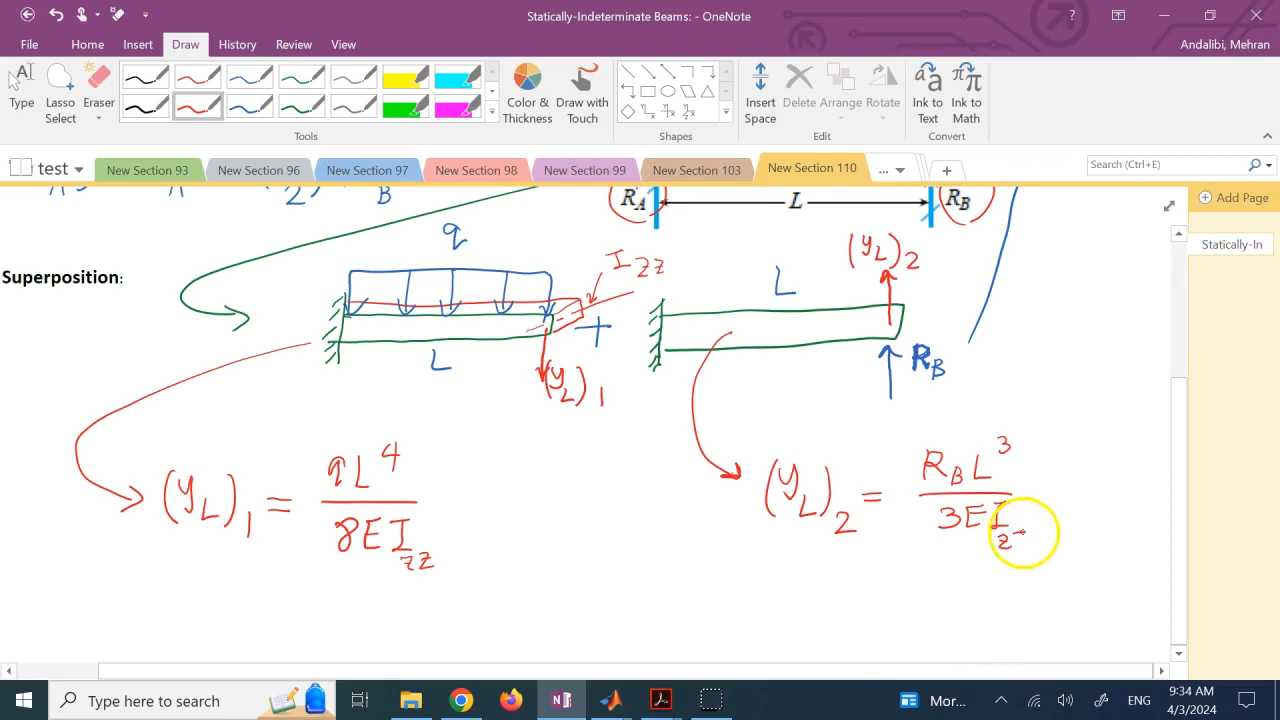 Statically-Indeterminate Beams: - OneNote
?
File Home Insert Draw History Review View
Andalibi, Mehran
Type
Lasso Select
Eraser
Color & Thickness
Draw with Touch
Insert Space
Delete
Arrange
Rotate
Ink to Text
Ink to Math
Tools
Shapes
Edit
Convert
test
New Section 93
New Section 96
New Section 97
New Section 98
New Section 99
New Section 103
New Section 110
...
Search (Ctrl+E)
Add Page
Statically-In
2) B
R_A L R_B
q
I_zz
(y_L)_2
L
Superposition:
+
L
(y_L)_1
R_B
(y_L)_1 = qL^4 / 8EI_zz
(y_L)_2 = R_B L^3 / 3EI_z
Type here to search
Mor...
ENG
9:34 AM
4/3/2024